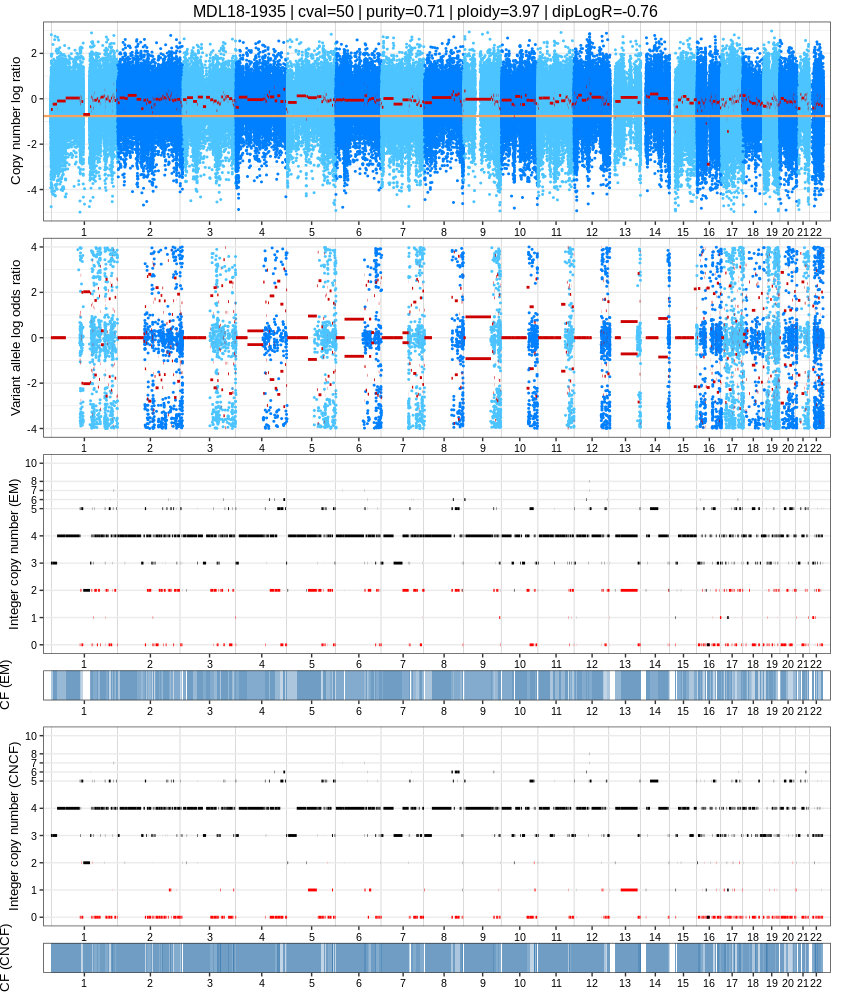 MDL18-1935 | cval=50 | purity=0.71 | ploidy=3.97 | dipLogR=-0.76
Copy number log ratio
2
0
-2
-4
1 2 3 4 5 6 7 8 9 10 11 12 13 14 15 16 17 18 19 20 21 22
Variant allele log odds ratio
4
2
0
-2
-4
1 2 3 4 5 6 7 8 9 10 11 12 13 14 15 16 17 18 19 20 21 22
Integer copy number (EM)
10
8
7
6
5
4
3
2
1
0
1 2 3 4 5 6 7 8 9 10 11 12 13 14 15 16 17 18 19 20 21 22
CF (EM)
1 2 3 4 5 6 7 8 9 10 11 12 13 14 15 16 17 18 19 20 21 22
Integer copy number (CNCF)
10
8
7
6
5
4
3
2
1
0
1 2 3 4 5 6 7 8 9 10 11 12 13 14 15 16 17 18 19 20 21 22
CF (CNCF)
1 2 3 4 5 6 7 8 9 10 11 12 13 14 15 16 17 18 19 20 21 22